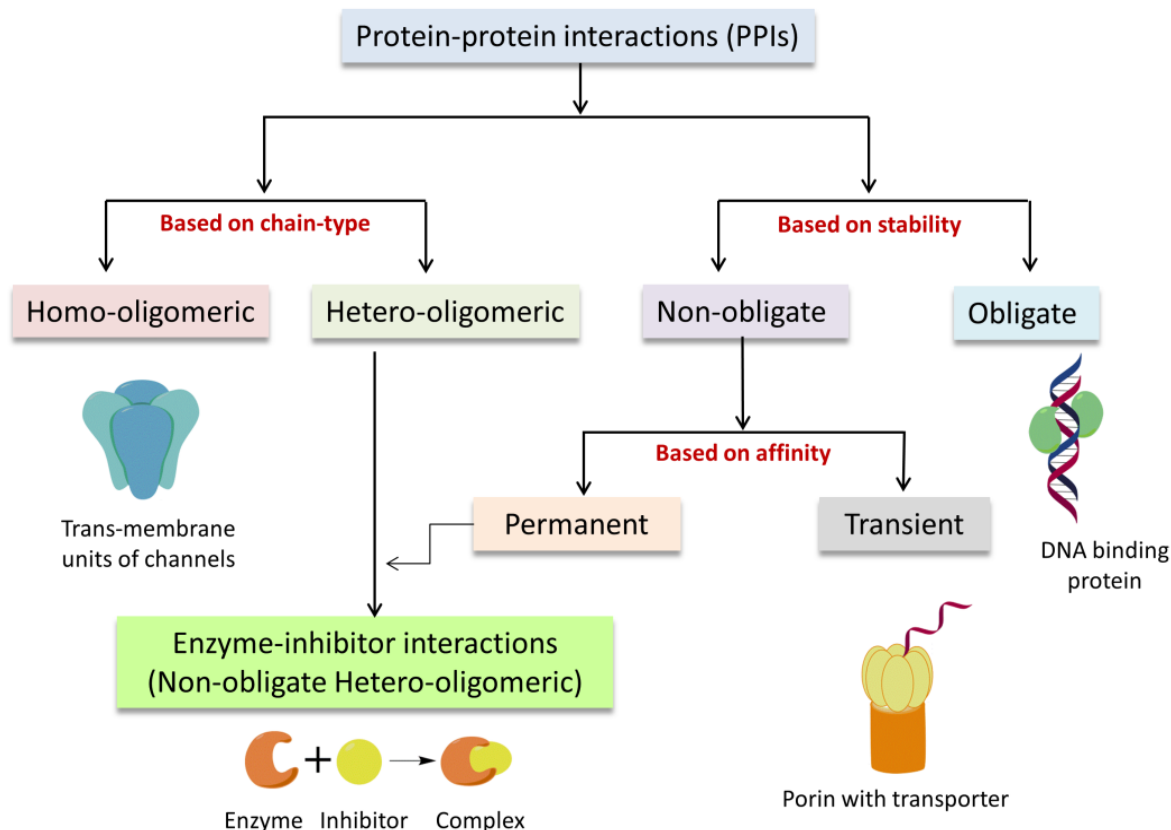 Protein-protein interactions (PPIs)
Based on chain-type
Based on stability
Homo-oligomeric
Hetero-oligomeric
Non-obligate
Obligate
Based on affinity
Permanent
Transient
Trans-membrane
units of channels
DNA binding
protein
Enzyme-inhibitor interactions
(Non-obligate Hetero-oligomeric)
+
Enzyme
Inhibitor
Complex
Porin with transporter